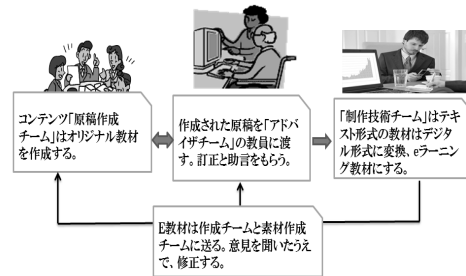 コンテンツ「原稿作成
チーム」はオリジナル教材
を作成する。
作成された原稿を「アドバ
イザチーム」の教員に渡
す。訂正と助言をもらう。
「制作技術チーム」はテキ
スト形式の教材はデジタ
ル形式に変換、eラーニン
グ教材にする。
E教材は作成チームと素材作成
チームに送る。意見を聞いたうえ
で、修正する。